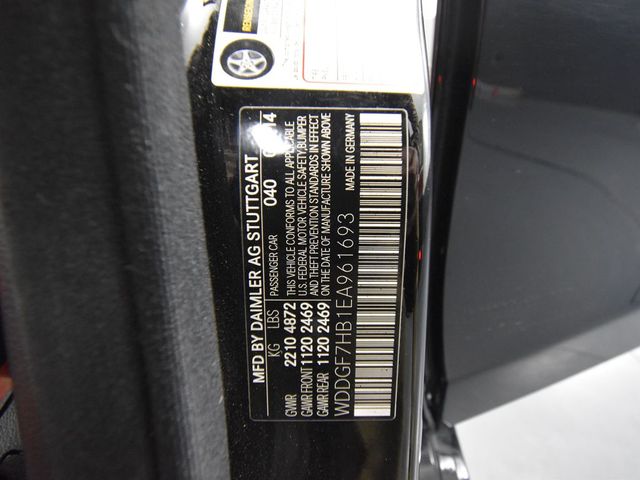 MFD BY DAIMLER AG STUTTGART
PASSENGER CAR 040 14
KG LBS
GWR 2210 4872
GAWR FRONT 1120 2469
GAWR REAR 1120 2469
THIS VEHICLE CONFORMS TO ALL APPLICABLE
U.S. FEDERAL MOTOR VEHICLE SAFETY,BUMPER
AND THEFT PREVENTION STANDARDS IN EFFECT
ON THE DATE OF MANUFACTURE SHOWN ABOVE
WDDGF7HB1EA961693
MADE IN GERMANY